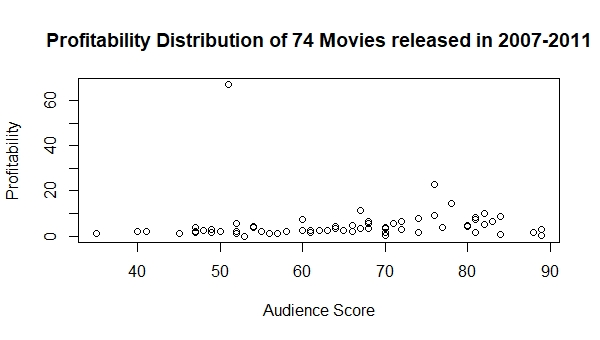 Profitability Distribution of 74 Movies released in 2007-2011
Profitability
60
40
20
0
40 50 60 70 80 90
Audience Score